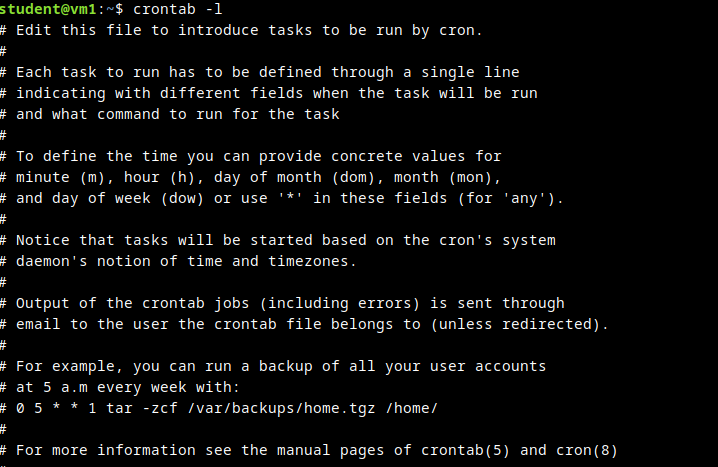 student@vm1:~$ crontab -l
# Edit this file to introduce tasks to be run by cron.
#
# Each task to run has to be defined through a single line
# indicating with different fields when the task will be run
# and what command to run for the task
#
# To define the time you can provide concrete values for
# minute (m), hour (h), day of month (dom), month (mon),
# and day of week (dow) or use '*' in these fields (for 'any').
#
# Notice that tasks will be started based on the cron's system
# daemon's notion of time and timezones.
#
# Output of the crontab jobs (including errors) is sent through
# email to the user the crontab file belongs to (unless redirected).
#
# For example, you can run a backup of all your user accounts
# at 5 a.m every week with:
# 0 5 * * 1 tar -zcf /var/backups/home.tgz /home/
#
# For more information see the manual pages of crontab(5) and cron(8)
#